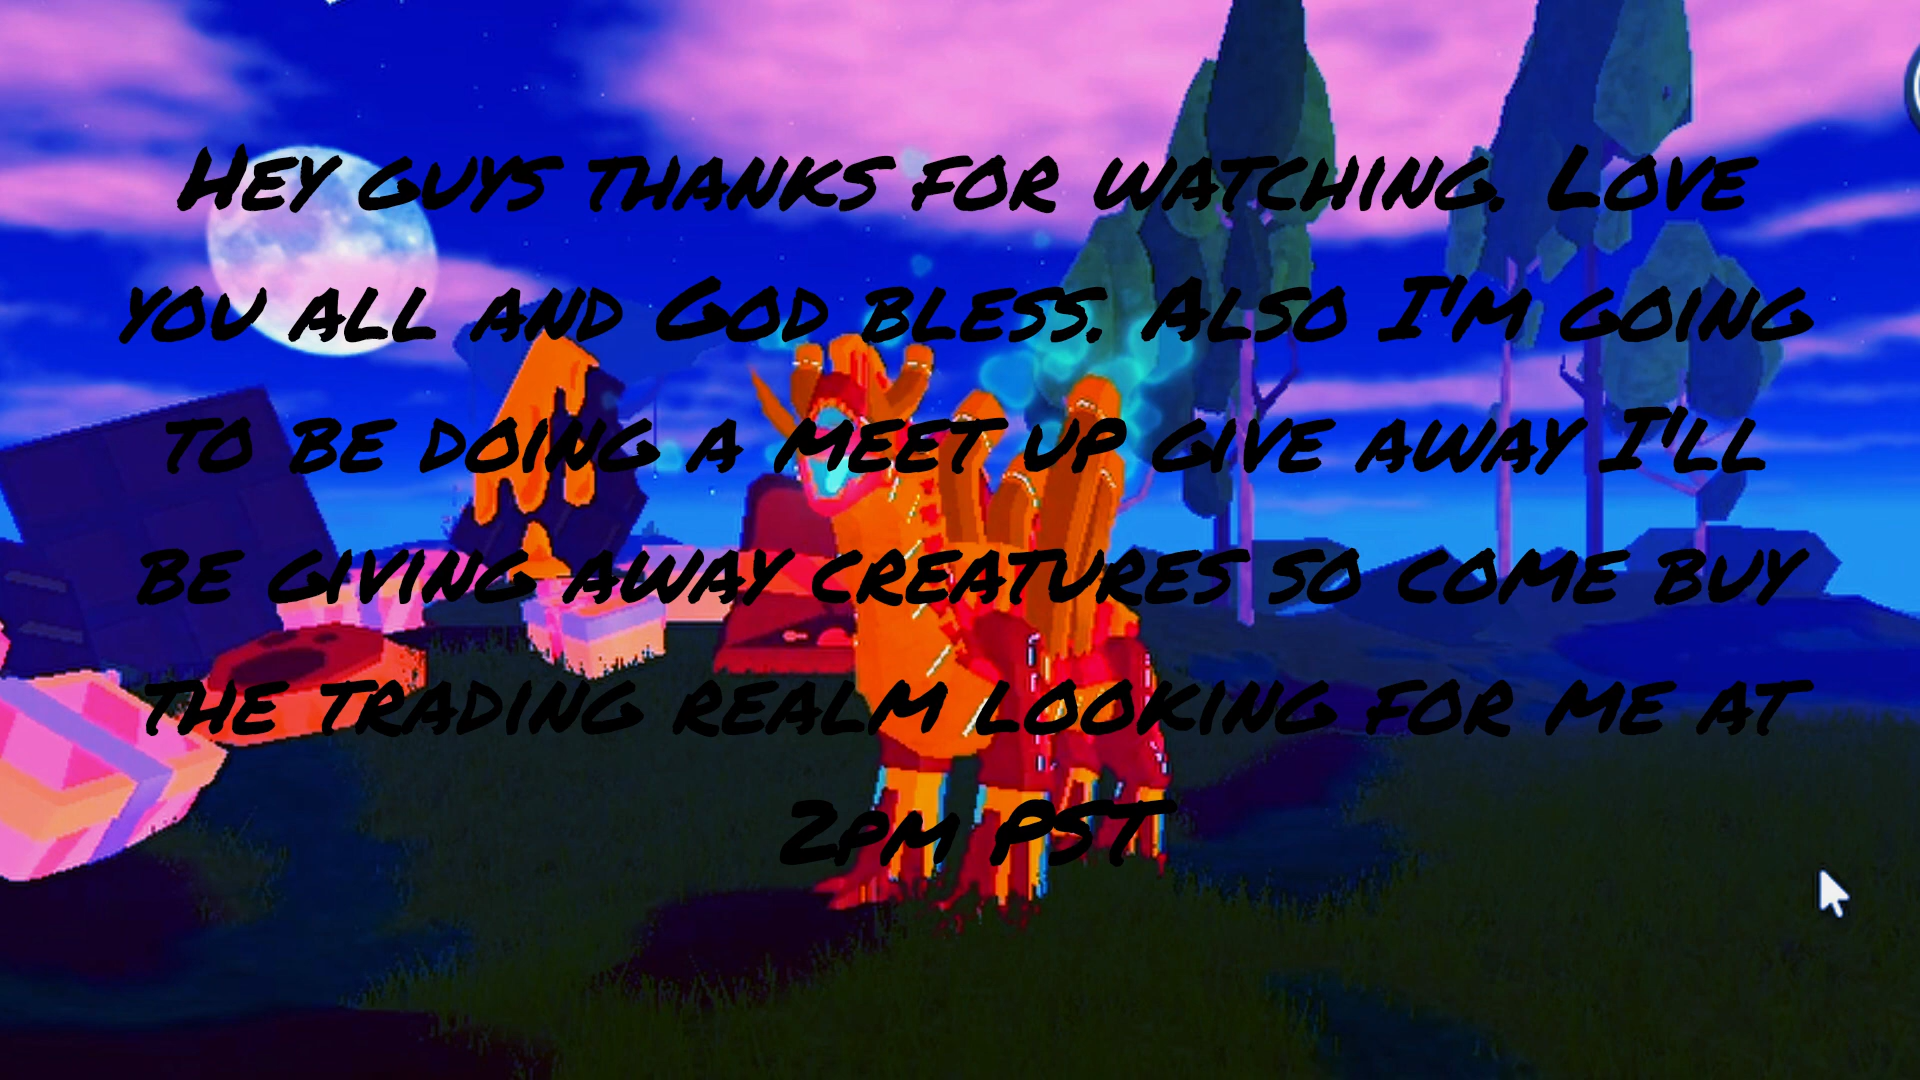 Hey guys thanks for watching. Love
you all and God bless. Also I'm going
to be doing a meet up give away I'll
be giving away creatures so come buy
the trading realm looking for me at
2pm PST